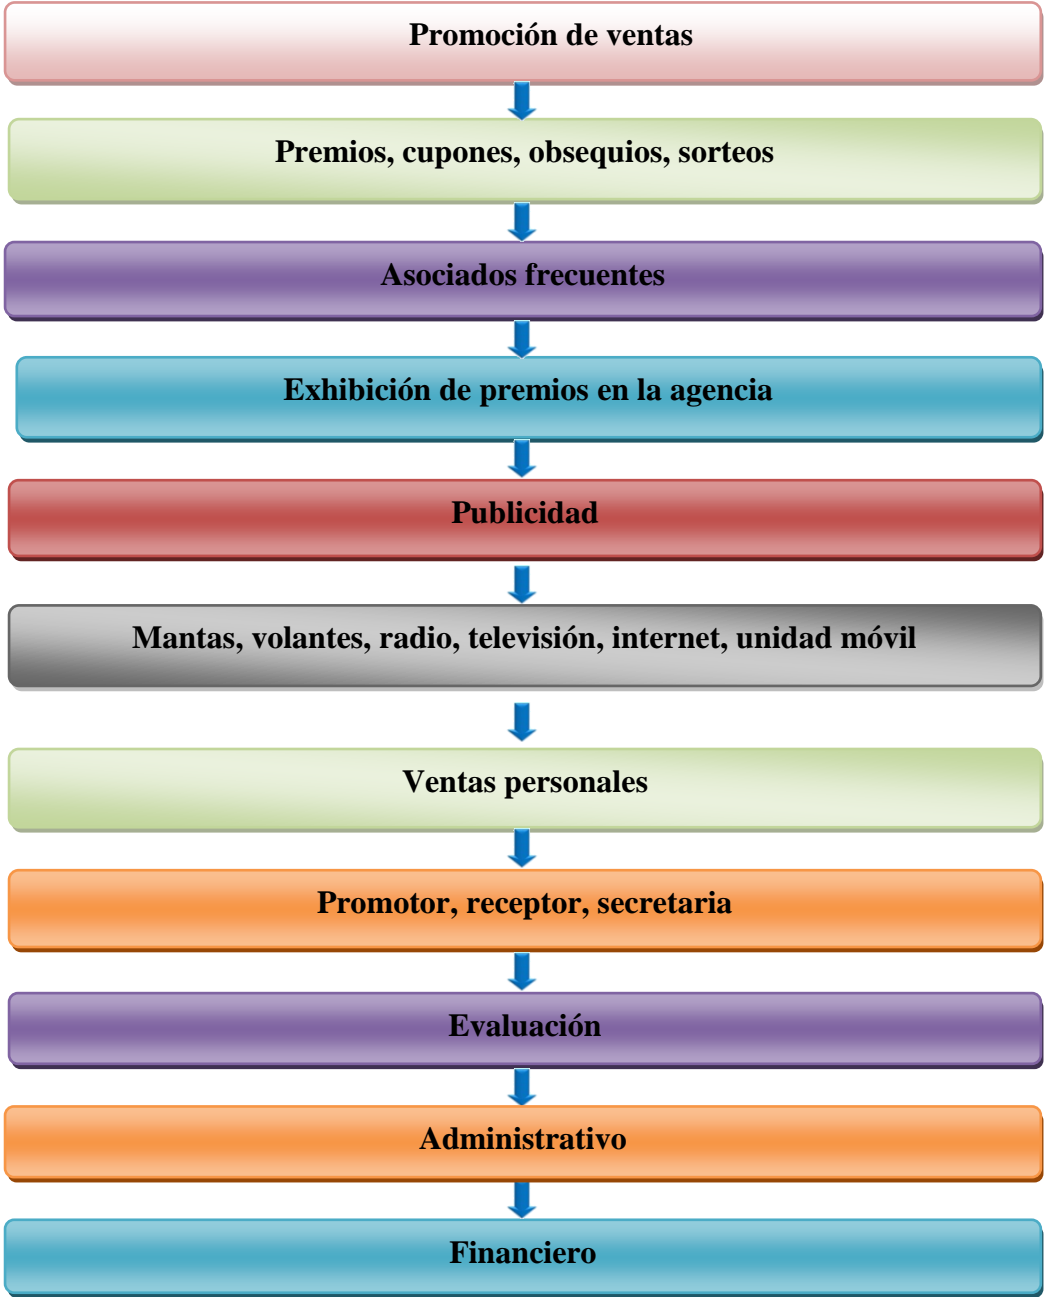 Promoción de ventas
Premios, cupones, obsequios, sorteos
Asociados frecuentes
Exhibición de premios en la agencia
Publicidad
Mantas, volantes, radio, televisión, internet, unidad móvil
Ventas personales
Promotor, receptor, secretaria
Evaluación
Administrativo
Financiero